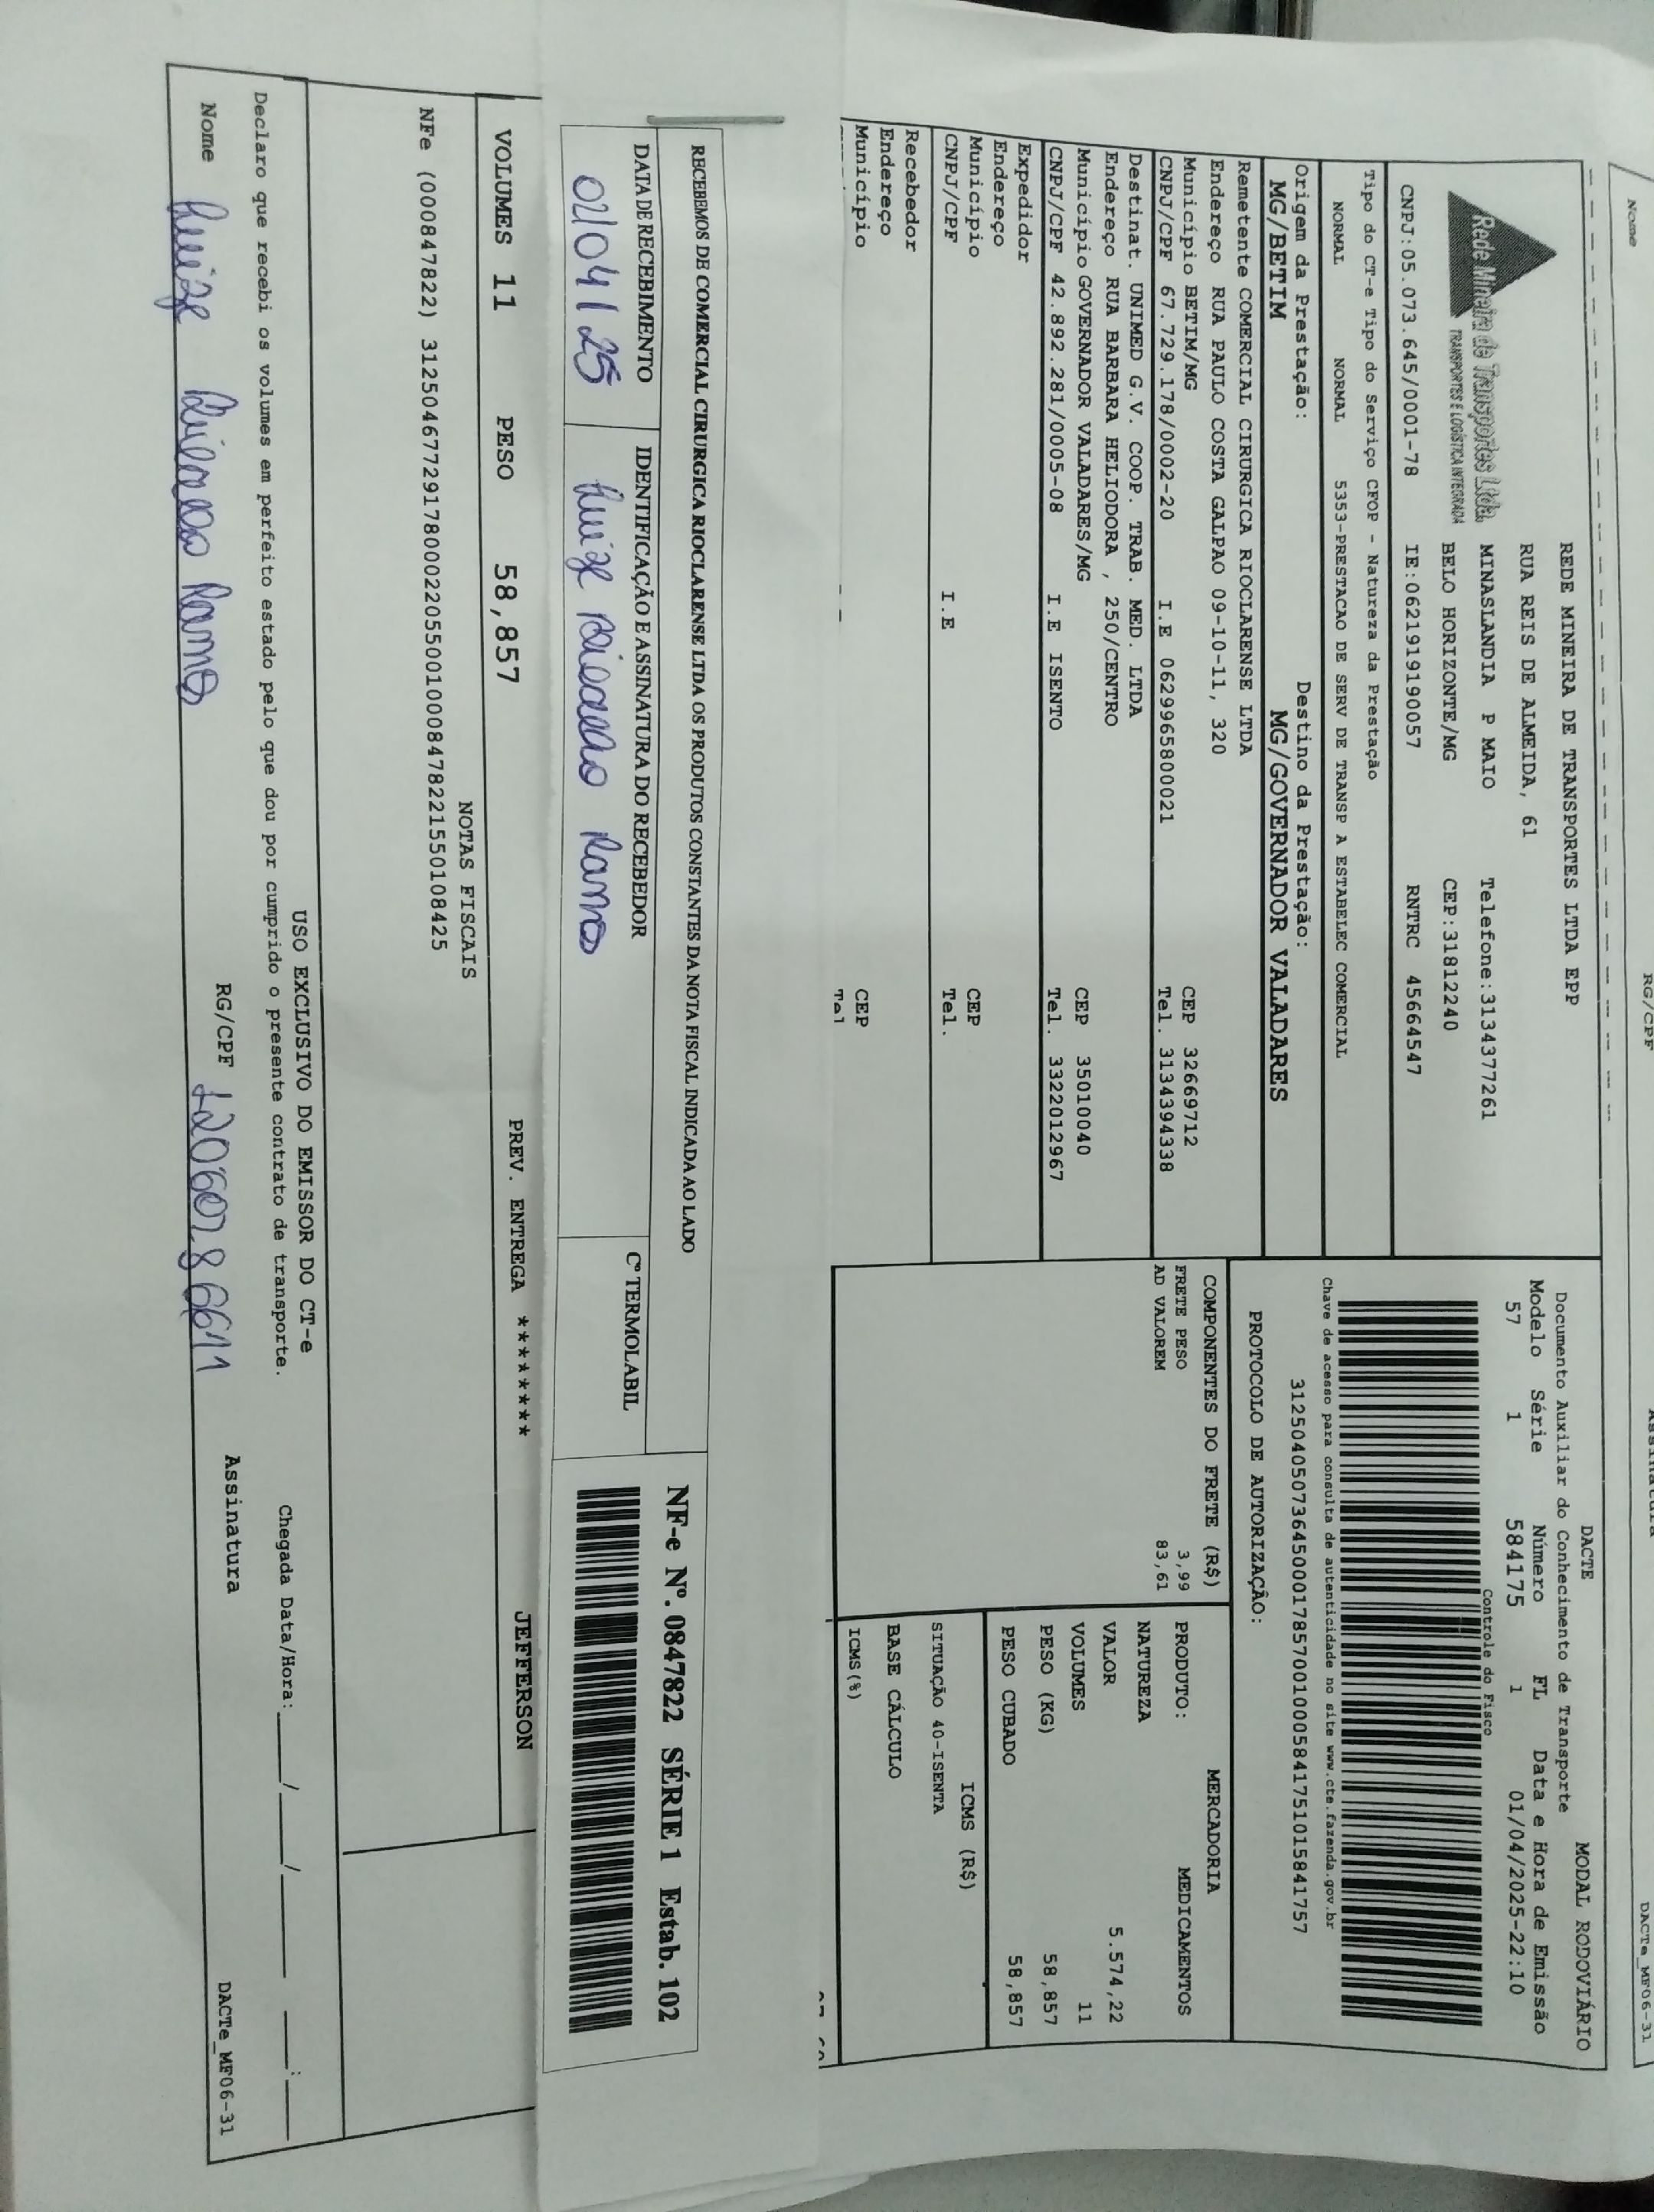 Nome
RG/CPF
DACTe_MF06-31
Rede Mineira de Transportes Ltda.
TRANSPORTES E LOGÍSTICA INTEGRADA
REDE MINEIRA DE TRANSPORTES LTDA EPP
RUA REIS DE ALMEIDA, 61
MINASLANDIA P MAIO Telefone:3134377261
BELO HORIZONTE/MG CEP:31812240
CNPJ:05.073.645/0001-78 IE:0621919190057 RNTRC 45664547
Tipo do CT-e Tipo do Serviço CFOP - Natureza da Prestação
NORMAL NORMAL 5353-PRESTACAO DE SERV DE TRANSP A ESTABELEC COMERCIAL
Origem da Prestação: Destino da Prestação:
MG/BETIM MG/GOVERNADOR VALADARES
Remetente COMERCIAL CIRURGICA RIOCLARENSE LTDA
Endereço RUA PAULO COSTA GALPAO 09-10-11, 320
Município BETIM/MG CEP 32669712
CNPJ/CPF 67.729.178/0002-20 I.E 0629965800021 Tel. 3134394338
Destinat. UNIMED G.V. COOP. TRAB. MED. LTDA
Endereço RUA BARBARA HELIODORA , 250/CENTRO
Município GOVERNADOR VALADARES/MG CEP 35010040
CNPJ/CPF 42.892.281/0005-08 I.E ISENTO Tel. 3322012967
Expedidor
Endereço
Município CEP
CNPJ/CPF I.E Tel.
Recebedor
Endereço
Município CEP
Tel
DACTE MODAL RODOVIÁRIO
Documento Auxiliar do Conhecimento de Transporte
Modelo Série Número FL Data e Hora de Emissão
57 1 584175 1 01/04/2025-22:10
Controle do Fisco
Chave de acesso para consulta de autenticidade no site www.cte.fazenda.gov.br
31250405073645000178570010005841751015841757
PROTOCOLO DE AUTORIZAÇÃO:
COMPONENTES DO FRETE (R$)
FRETE PESO 3,99
AD VALOREM 83,61
MERCADORIA
PRODUTO: MEDICAMENTOS
NATUREZA
VALOR 5.574,22
VOLUMES 11
PESO (KG) 58,857
PESO CUBADO 58,857
ICMS (R$)
SITUAÇÃO 40-ISENTA
BASE CÁLCULO
ICMS(%)
RECEBEMOS DE COMERCIAL CIRURGICA RIOCLARENSE LTDA OS PRODUTOS CONSTANTES DA NOTA FISCAL INDICADA AO LADO
DATA DE RECEBIMENTO IDENTIFICAÇÃO E ASSINATURA DO RECEBEDOR Cº TERMOLABIL
02/04/25 Ramos
NF-e Nº. 0847822 SÉRIE 1 Estab. 102
VOLUMES 11 PESO 58,857 PREV. ENTREGA ******** JEFFERSON
NOTAS FISCAIS
NFe (000847822) 31250467729178000220550010008478221550108425
USO EXCLUSIVO DO EMISSOR DO CT-e
Declaro que recebi os volumes em perfeito estado pelo que dou por cumprido o presente contrato de transporte. Chegada Data/Hora: ___/___/___ __:__
Nome Ramos RG/CPF Assinatura
DACTe_MF06-31